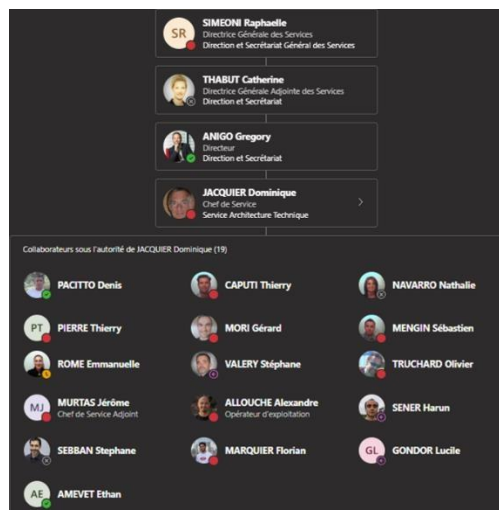 SR
SIMEONI Raphaelle
Directrice Générale des Services
Direction et Secrétariat Général des Services
THABUT Catherine
Directrice Générale Adjointe des Services
Direction et Secrétariat
ANIGO Gregory
Directeur
Direction et Secrétariat
JACQUIER Dominique
Chef de Service
Service Architecture Technique
Collaborateurs sous l'autorité de JACQUIER Dominique (19)
PACITTO Denis
CAPUTI Thierry
NAVARRO Nathalie
PT
PIERRE Thierry
MORI Gérard
MENGIN Sébastien
ROME Emmanuelle
VALERY Stéphane
TRUCHARD Olivier
MJ
MURTAS Jérôme
Chef de Service Adjoint
ALLOUCHE Alexandre
Opérateur d'exploitation
SENER Harun
SEBBAN Stephane
MARQUIER Florian
GL
GONDOR Lucile
AE
AMEVET Ethan